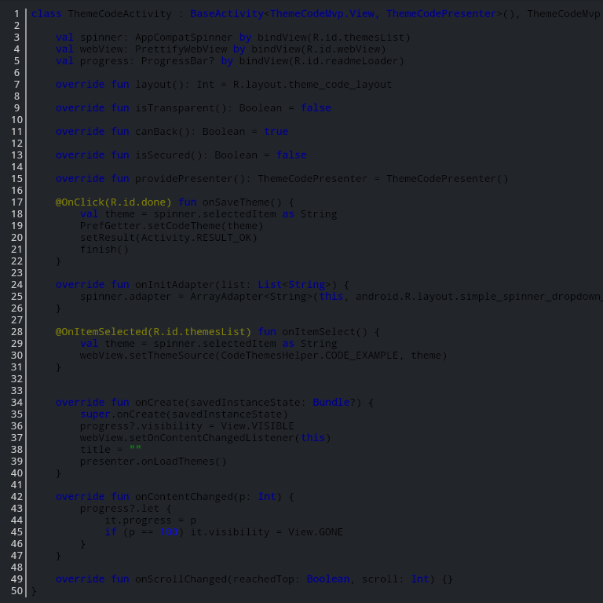 1 class ThemeCodeActivity : BaseActivity<ThemeCodeMvp.View, ThemeCodePresenter>(), ThemeCodeMvp
2
3 val spinner: AppCompatSpinner by bindView(R.id.themesList)
4 val webView: PrettifyWebView by bindView(R.id.webView)
5 val progress: ProgressBar? by bindView(R.id.readmeLoader)
6
7 override fun layout(): Int = R.layout.theme_code_layout
8
9 override fun isTransparent(): Boolean = false
10
11 override fun canBack(): Boolean = true
12
13 override fun isSecured(): Boolean = false
14
15 override fun providePresenter(): ThemeCodePresenter = ThemeCodePresenter()
16
17 @OnClick(R.id.done) fun onSaveTheme() {
18 val theme = spinner.selectedItem as String
19 PrefGetter.setCodeTheme(theme)
20 setResult(Activity.RESULT_OK)
21 finish()
22 }
23
24 override fun onInitAdapter(list: List<String>) {
25 spinner.adapter = ArrayAdapter<String>(this, android.R.layout.simple_spinner_dropdown_
26 }
27
28 @OnItemSelected(R.id.themesList) fun onItemSelect() {
29 val theme = spinner.selectedItem as String
30 webView.setThemeSource(CodeThemesHelper.CODE_EXAMPLE, theme)
31 }
32
33
34 override fun onCreate(savedInstanceState: Bundle?) {
35 super.onCreate(savedInstanceState)
36 progress?.visibility = View.VISIBLE
37 webView.setOnContentChangedListener(this)
38 title = ""
39 presenter.onLoadThemes()
40 }
41
42 override fun onContentChanged(p: Int) {
43 progress?.let {
44 it.progress = p
45 if (p == 100) it.visibility = View.GONE
46 }
47 }
48
49 override fun onScrollChanged(reachedTop: Boolean, scroll: Int) {}
50 }